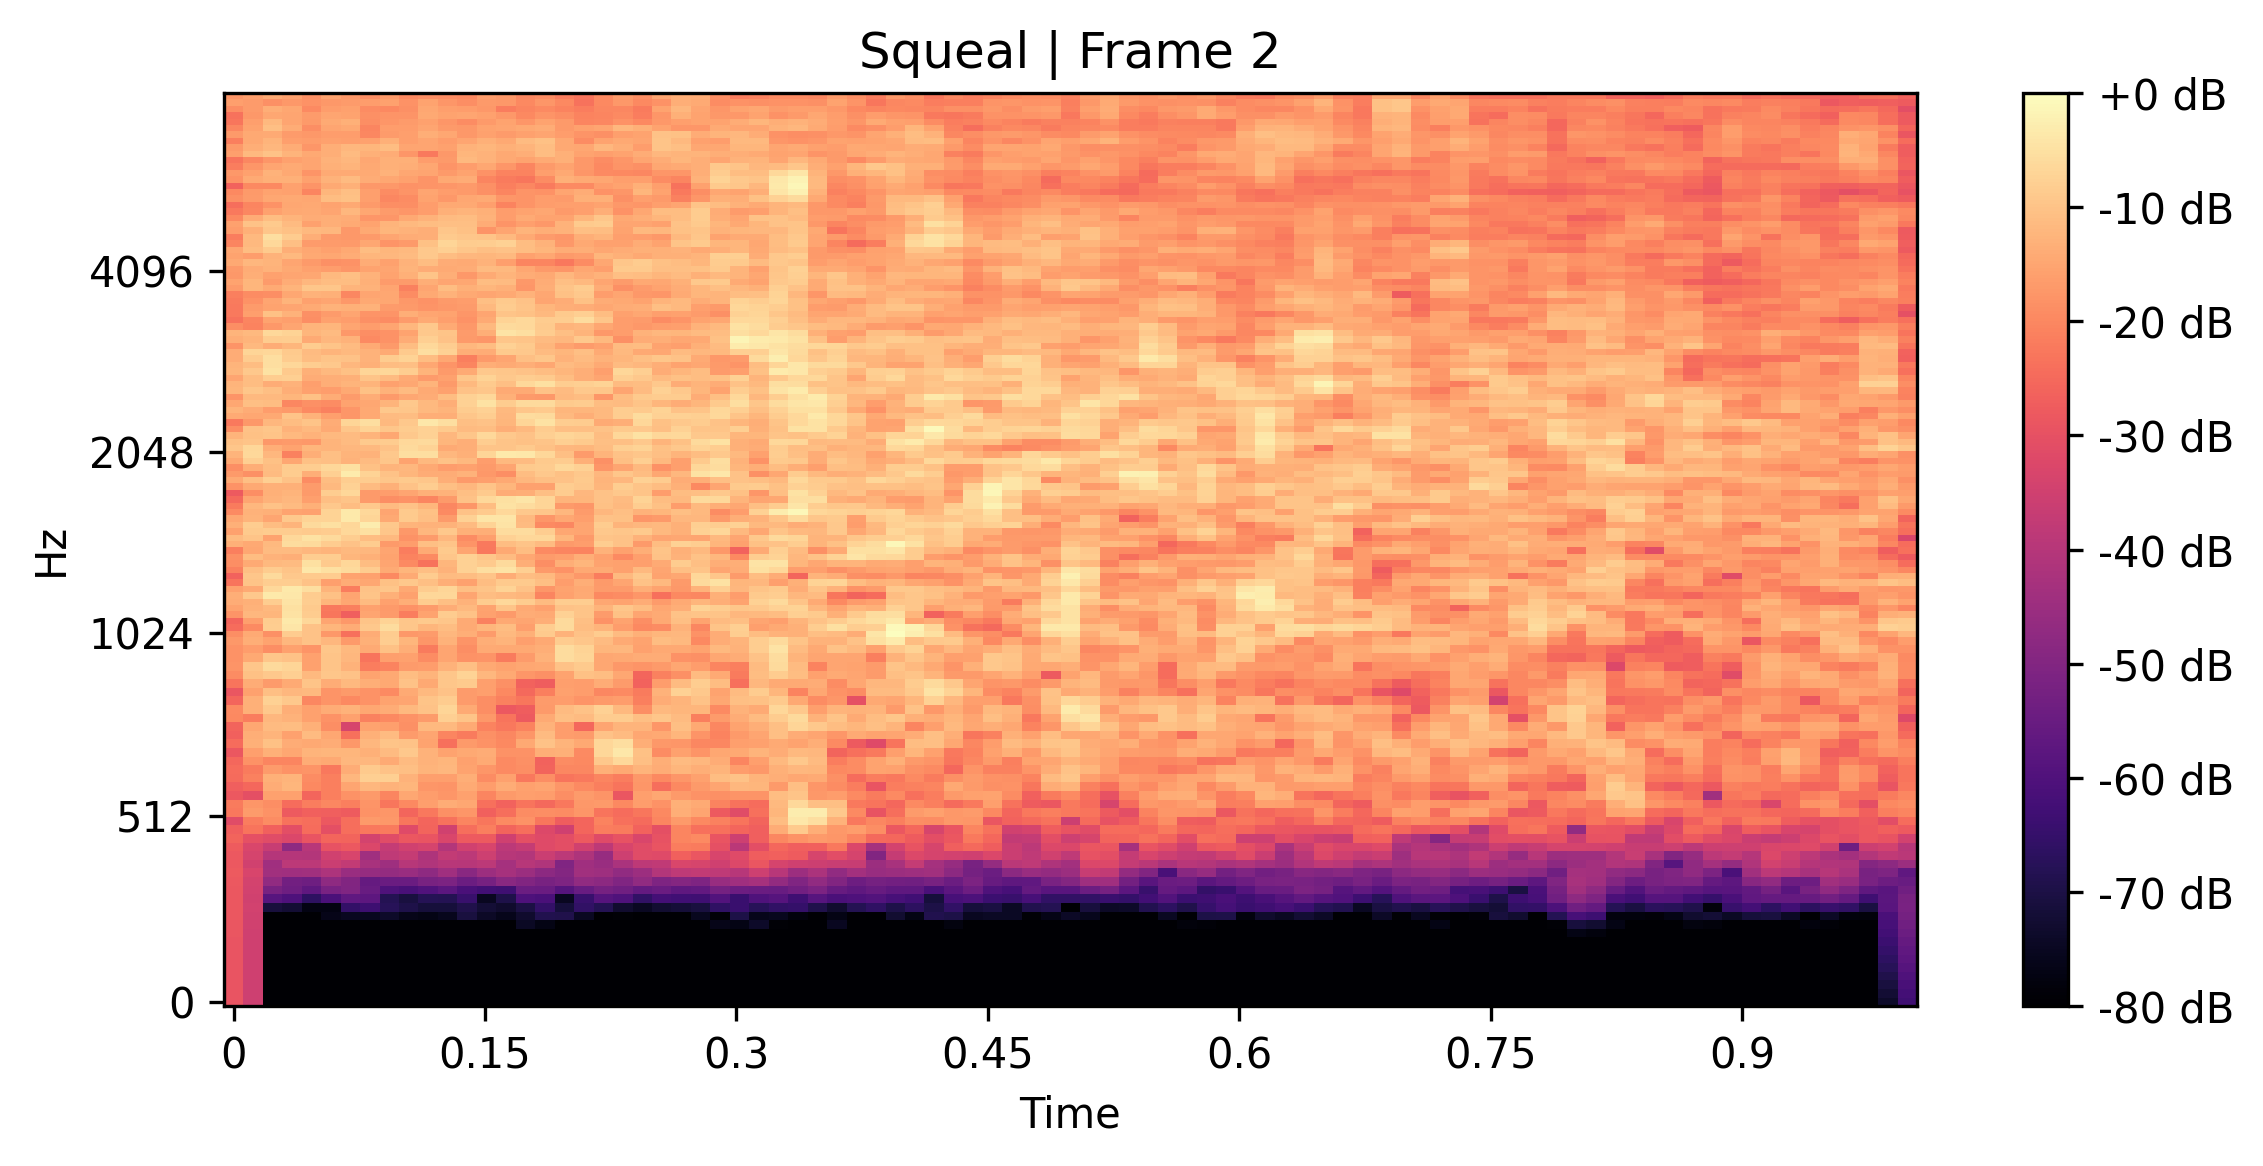 Squeal | Frame 2
+0 dB
-10 dB
-20 dB
-30 dB
-40 dB
-50 dB
-60 dB
-70 dB
-80 dB
Hz
4096
2048
1024
512
0
0 0.15 0.3 0.45 0.6 0.75 0.9
Time